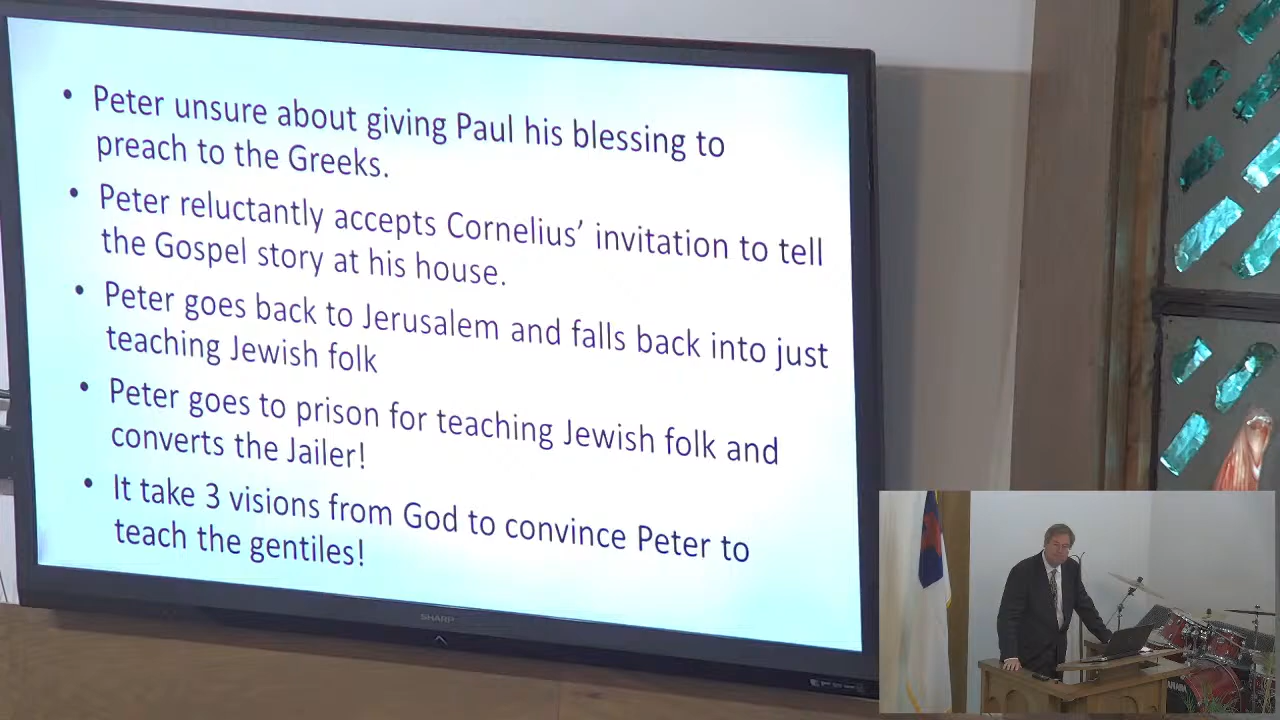 • Peter unsure about giving Paul his blessing to
preach to the Greeks.
• Peter reluctantly accepts Cornelius’ invitation to tell
the Gospel story at his house.
• Peter goes back to Jerusalem and falls back into just
teaching Jewish folk
• Peter goes to prison for teaching Jewish folk and
converts the Jailer!
• It take 3 visions from God to convince Peter to
teach the gentiles!
SHARP